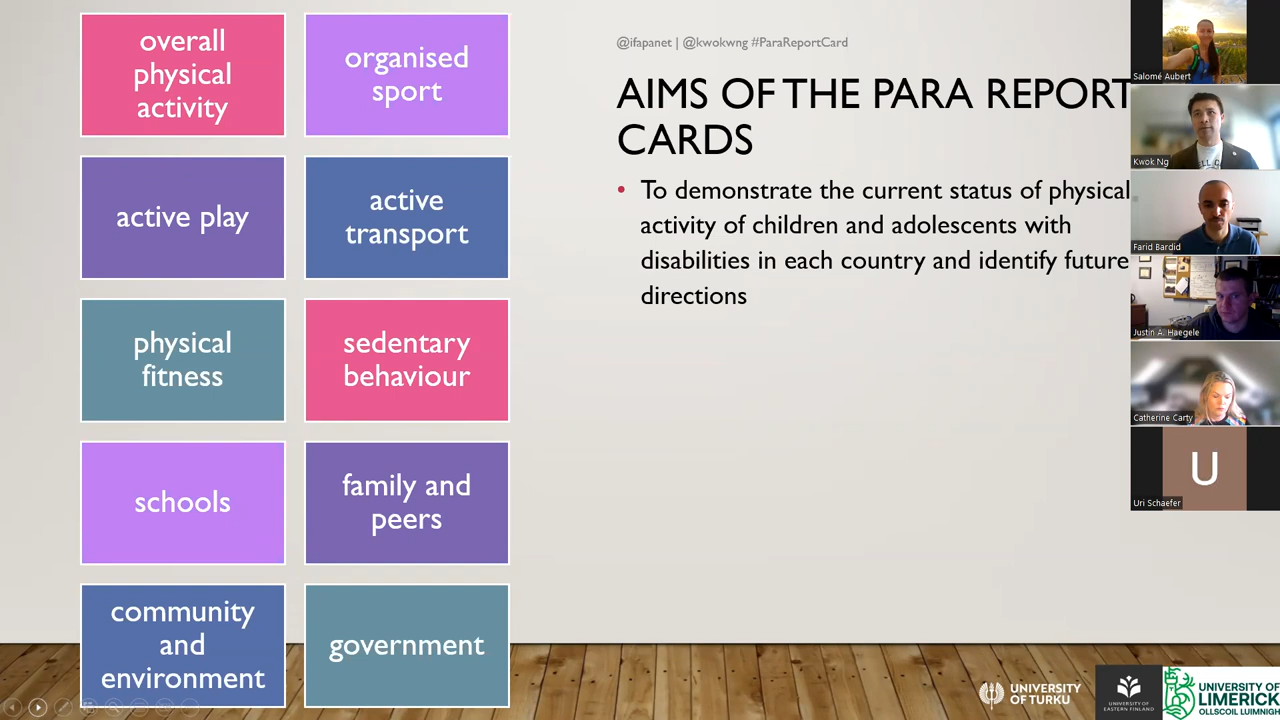 overall
physical
activity
organised
sport
active play
active
transport
physical
fitness
sedentary
behaviour
schools
family and
peers
community
and
environment
government
@ifapanet | @kwokwng #ParaReportCard
AIMS OF THE PARA REPORT
CARDS
• To demonstrate the current status of physical
activity of children and adolescents with
disabilities in each country and identify future
directions
Salomé Aubert
Kwok Ng
Farid Bardid
Justin A. Haegele
Catherine Carty
U
Uri Schaefer
UNIVERSITY
OF TURKU
UNIVERSITY OF
EASTERN FINLAND
UNIVERSITY OF
LIMERICK
OLLSCOIL LUIMNIGH